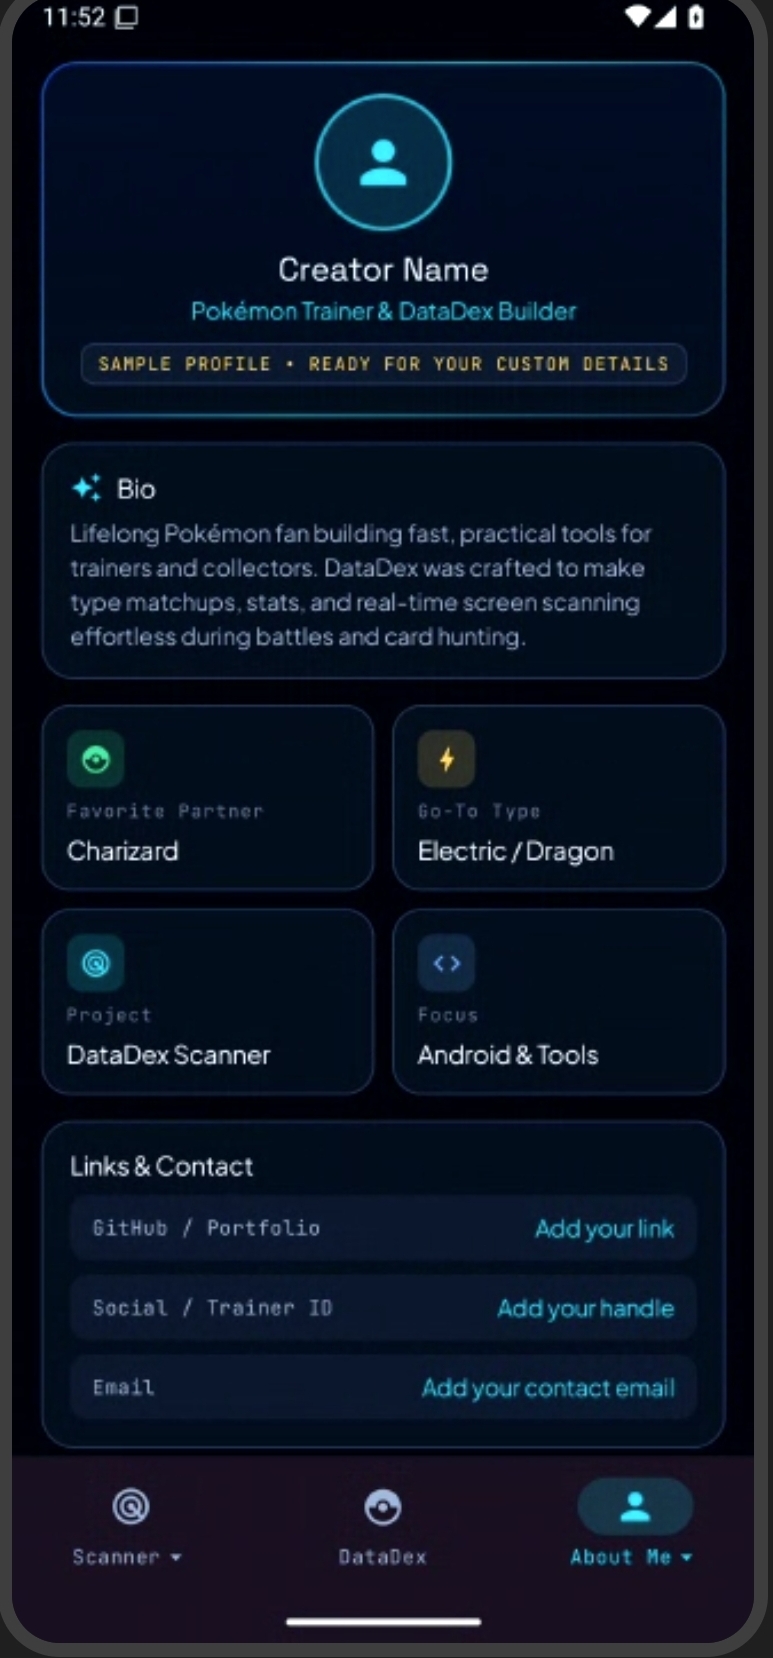 11:52
Creator Name
Pokémon Trainer & DataDex Builder
SAMPLE PROFILE • READY FOR YOUR CUSTOM DETAILS
Bio
Lifelong Pokémon fan building fast, practical tools for
trainers and collectors. DataDex was crafted to make
type matchups, stats, and real-time screen scanning
effortless during battles and card hunting.
Favorite Partner
Charizard
Go-To Type
Electric / Dragon
Project
DataDex Scanner
Focus
Android & Tools
Links & Contact
GitHub / Portfolio
Add your link
Social / Trainer ID
Add your handle
Email
Add your contact email
Scanner
DataDex
About Me